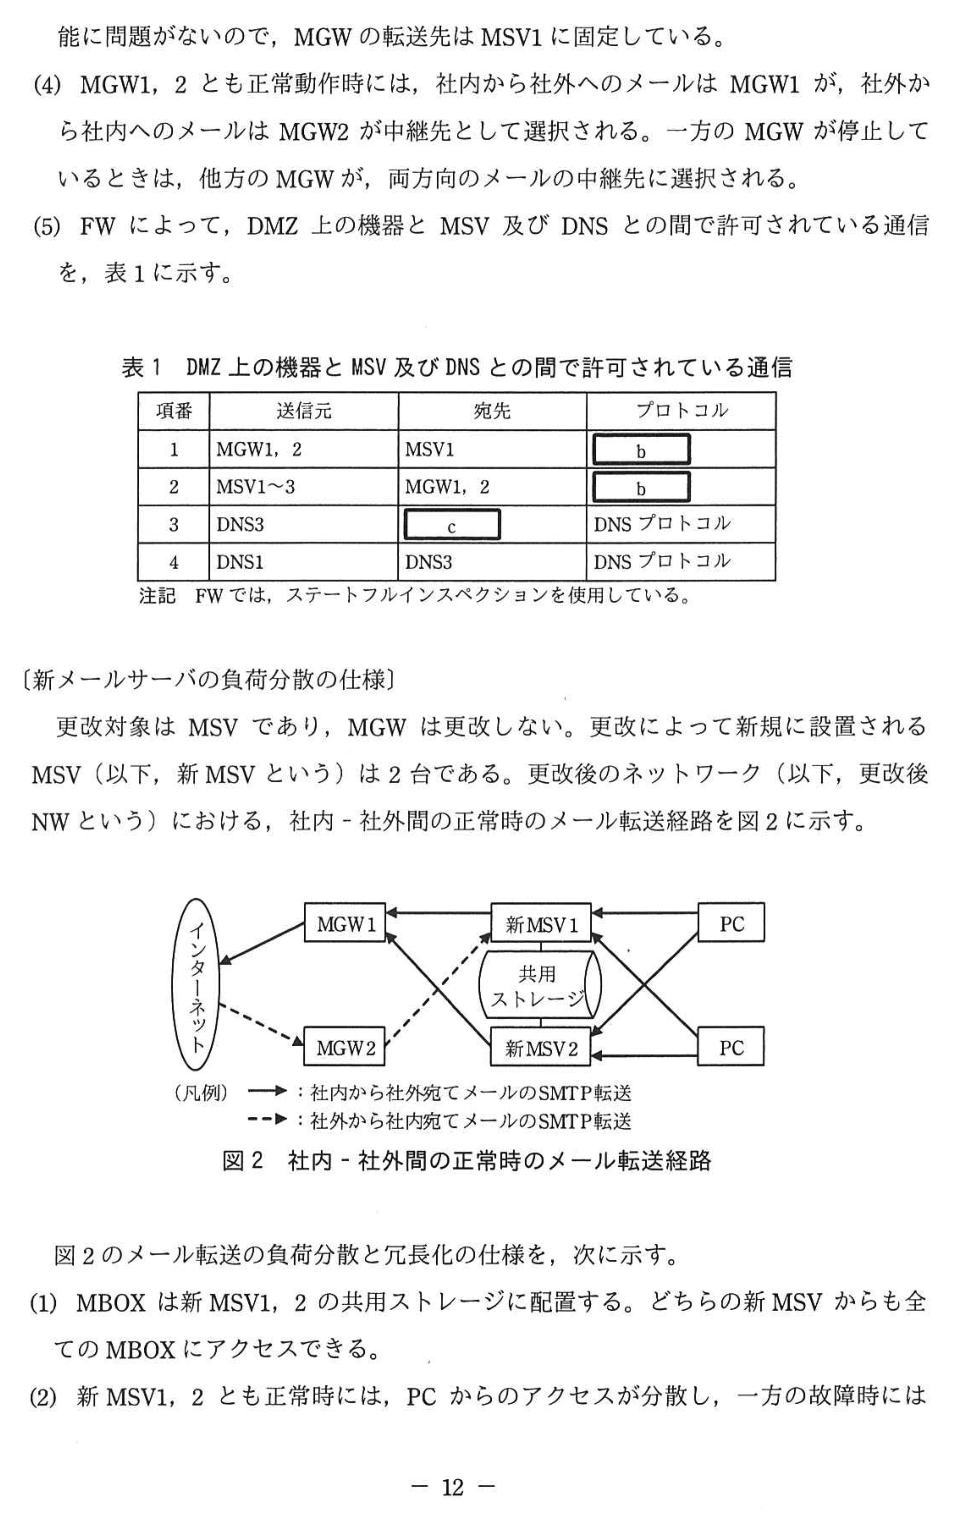 能に問題がないので，MGW の転送先は MSV1 に固定している。
(4) MGW1，2 とも正常動作時には，社内から社外へのメールは MGW1 が，社外か
ら社内へのメールは MGW2 が中継先として選択される。一方の MGW が停止して
いるときは，他方の MGW が，両方向のメールの中継先に選択される。
(5) FW によって，DMZ 上の機器と MSV 及び DNS との間で許可されている通信
を，表 1 に示す。
表 1 DMZ 上の機器と MSV 及び DNS との間で許可されている通信
項番 送信元 宛先 プロトコル
1 MGW1，2 MSV1 b
2 MSV1～3 MGW1，2 b
3 DNS3 c DNS プロトコル
4 DNS1 DNS3 DNS プロトコル
注記 FW では，ステートフルインスペクションを使用している。
〔新メールサーバの負荷分散の仕様〕
更改対象は MSV であり，MGW は更改しない。更改によって新規に設置される
MSV（以下，新 MSV という）は 2 台である。更改後のネットワーク（以下，更改後
NW という）における，社内‐社外間の正常時のメール転送経路を図 2 に示す。
インターネット
MGW1 新MSV1 PC
共用
ストレージ
MGW2 新MSV2 PC
（凡例） ：社内から社外宛てメールのSMTP転送
：社外から社内宛てメールのSMTP転送
図 2 社内‐社外間の正常時のメール転送経路
図 2 のメール転送の負荷分散と冗長化の仕様を，次に示す。
(1) MBOX は新 MSV1，2 の共用ストレージに配置する。どちらの新 MSV からも全
ての MBOX にアクセスできる。
(2) 新 MSV1，2 とも正常時には，PC からのアクセスが分散し，一方の故障時には
－ 12 －